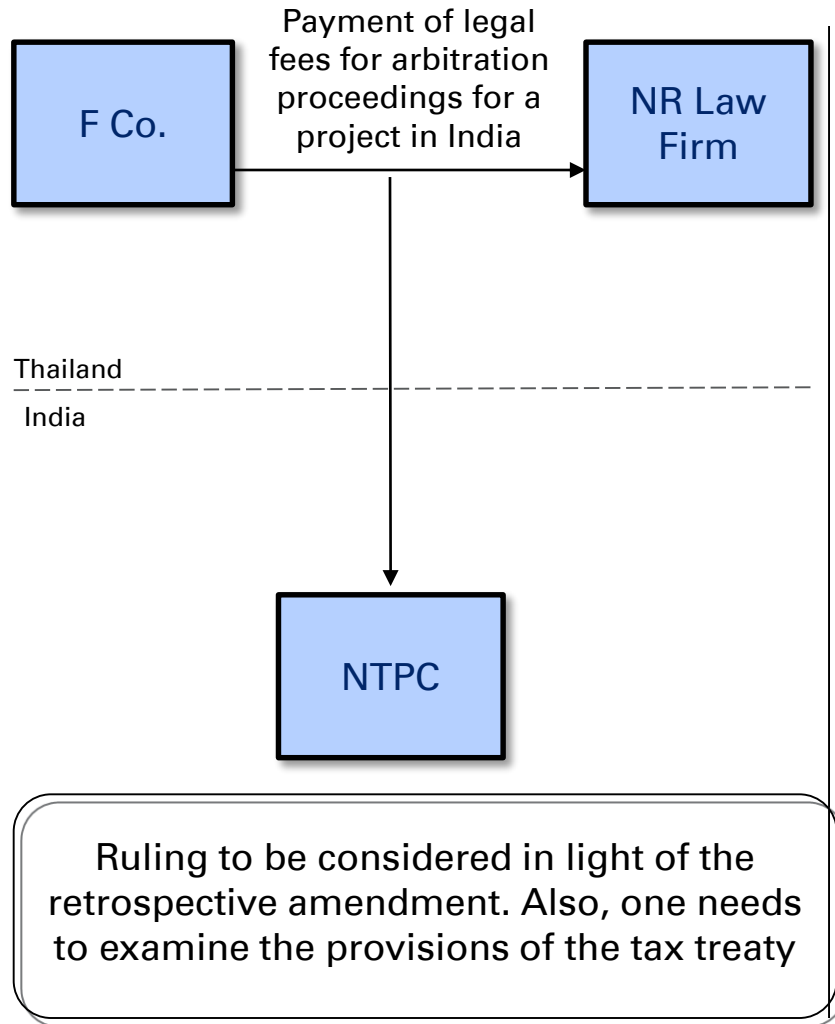 Payment of legal
fees for arbitration
proceedings for a
project in India
F Co.
NR Law
Firm
Thailand
India
NTPC
Ruling to be considered in light of the
retrospective amendment. Also, one needs
to examine the provisions of the tax treaty